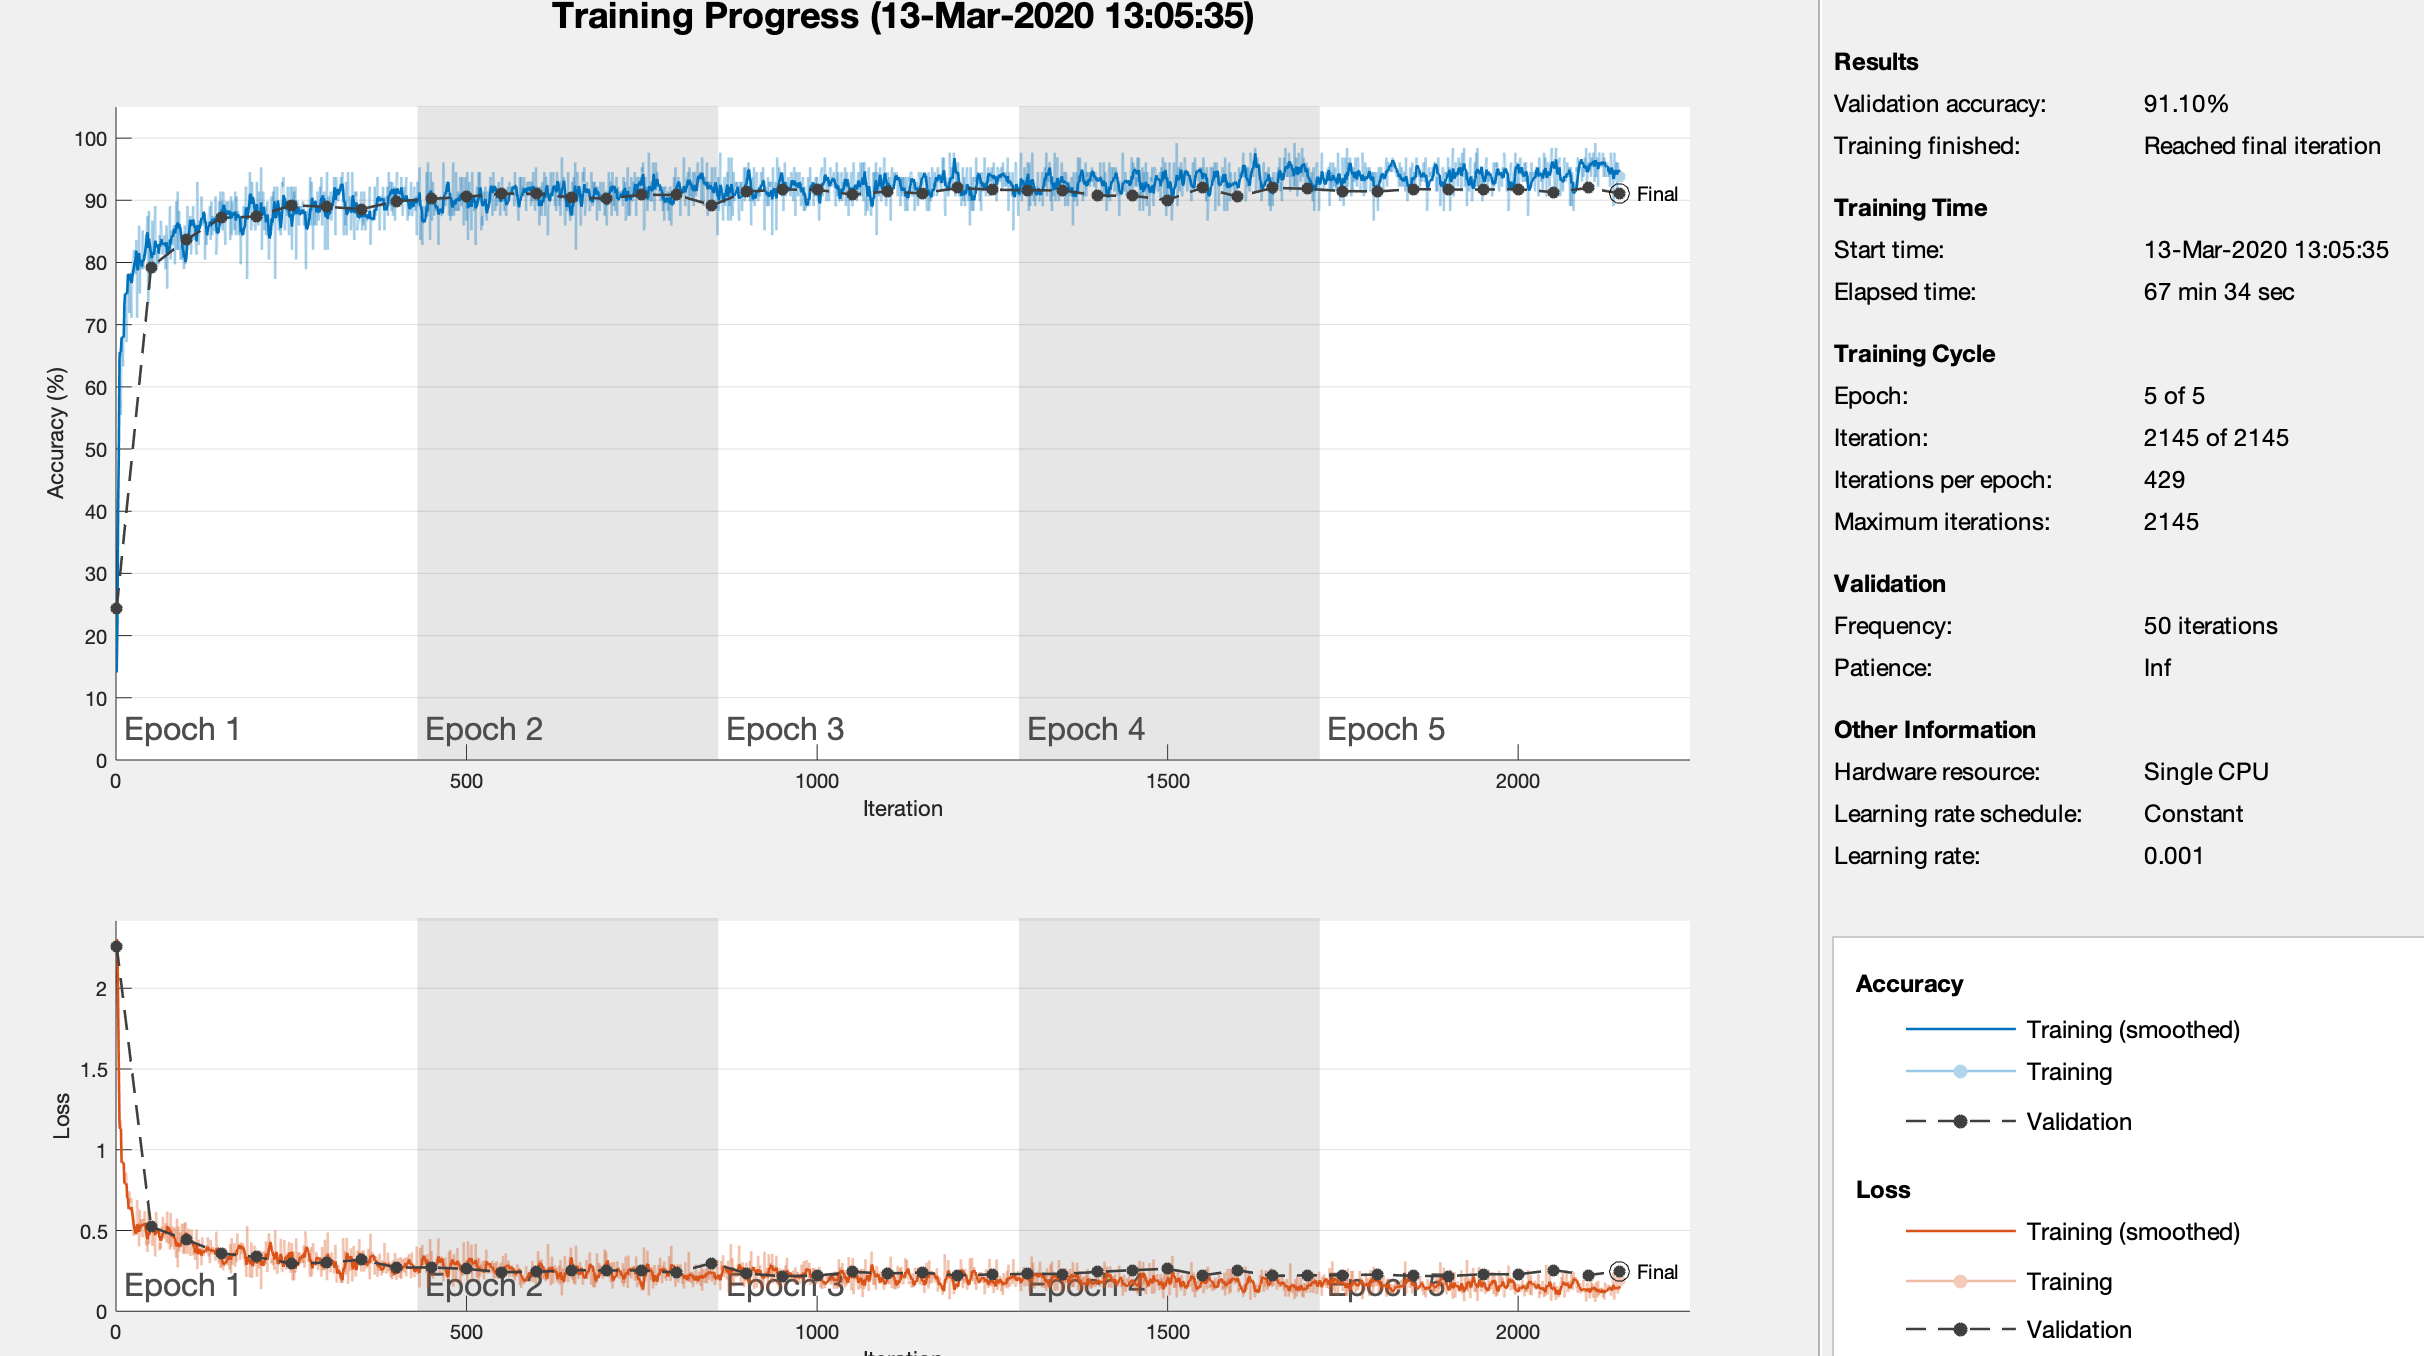 Training Progress (13-Mar-2020 13:05:35)
100
90
80
70
60
50
40
30
20
10
0
Accuracy (%)
Final
Epoch 1
Epoch 2
Epoch 3
Epoch 4
Epoch 5
0
500
1000
1500
2000
Iteration
2
1.5
1
0.5
0
Loss
Final
Epoch 1
Epoch 2
Epoch 3
Epoch 4
Epoch 5
0
500
1000
1500
2000
Iteration
Results
Validation accuracy: 91.10%
Training finished: Reached final iteration
Training Time
Start time: 13-Mar-2020 13:05:35
Elapsed time: 67 min 34 sec
Training Cycle
Epoch: 5 of 5
Iteration: 2145 of 2145
Iterations per epoch: 429
Maximum iterations: 2145
Validation
Frequency: 50 iterations
Patience: Inf
Other Information
Hardware resource: Single CPU
Learning rate schedule: Constant
Learning rate: 0.001
Accuracy
Training (smoothed)
Training
Validation
Loss
Training (smoothed)
Training
Validation